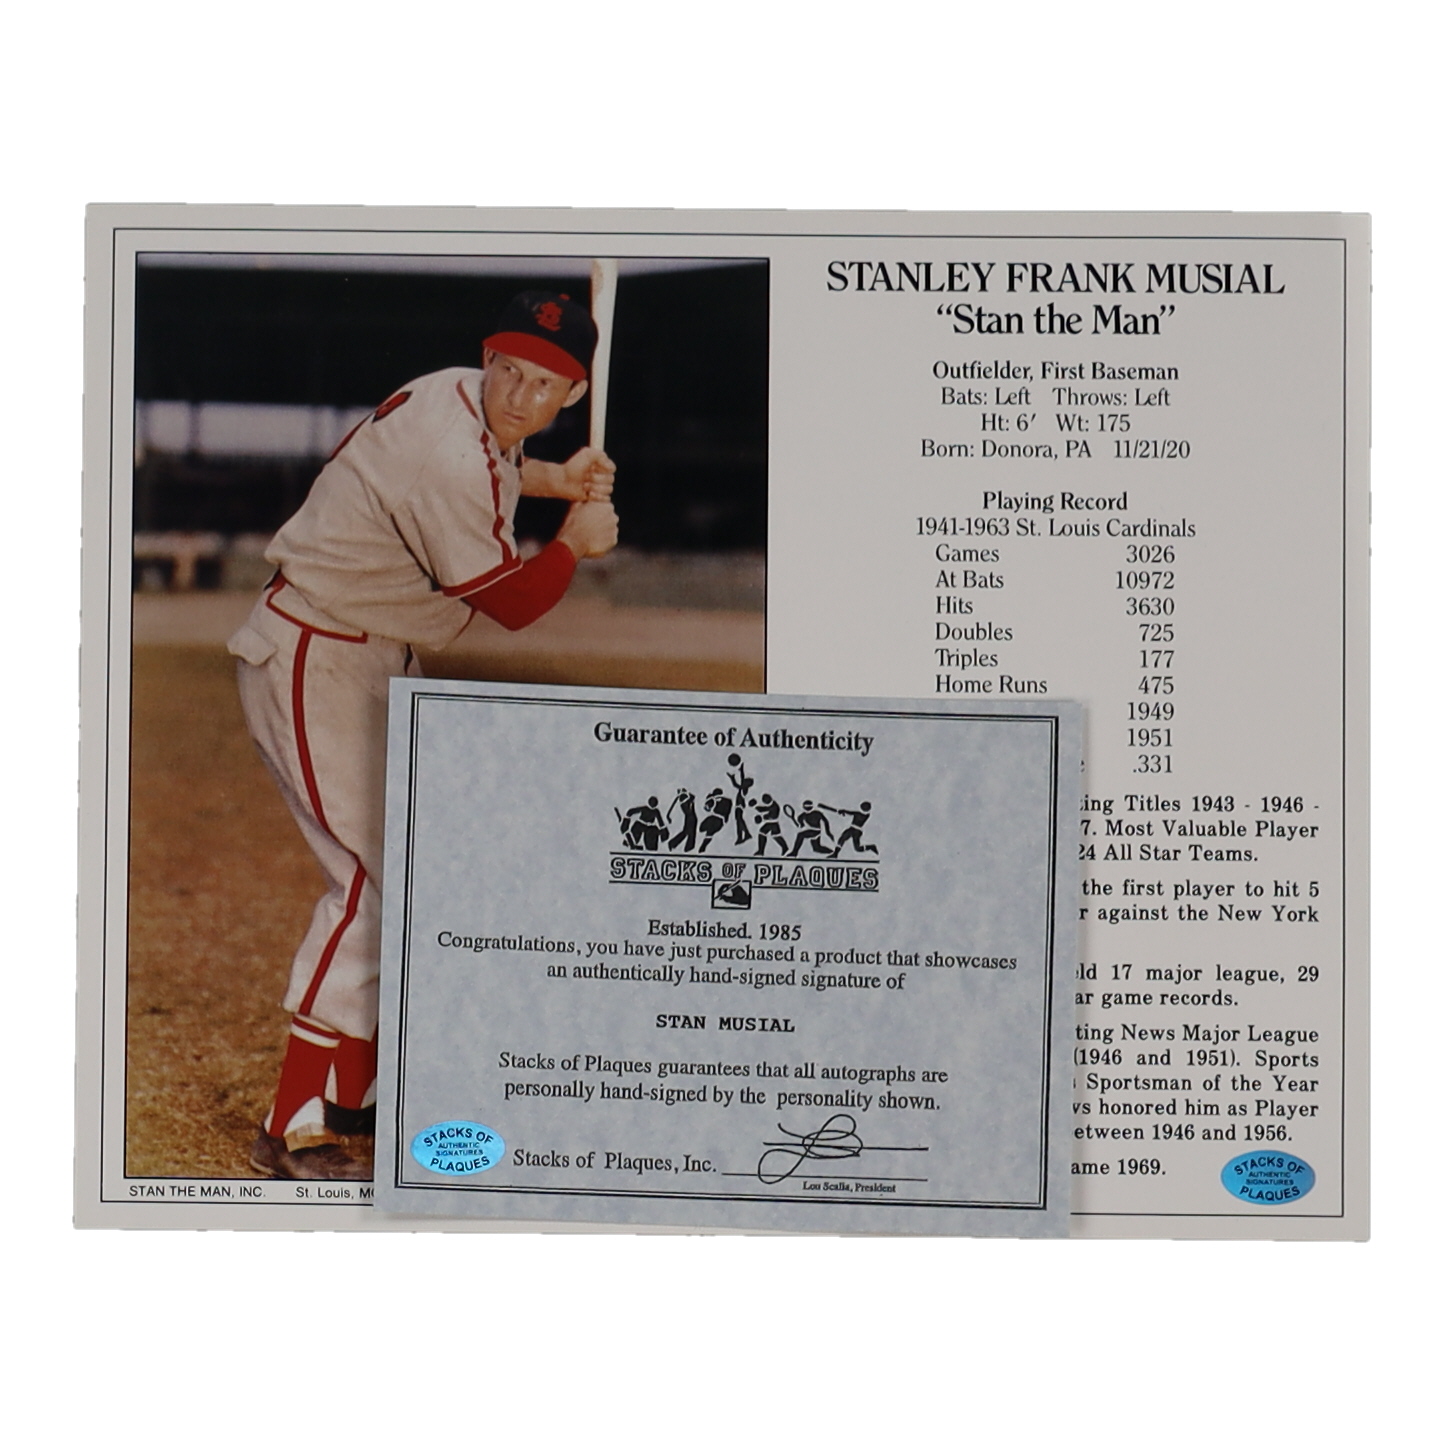 STANLEY FRANK MUSIAL
“Stan the Man”
Outfielder, First Baseman
Bats: Left Throws: Left
Ht: 6′ Wt: 175
Born: Donora, PA 11/21/20
Playing Record
1941-1963 St. Louis Cardinals
Games 3026
At Bats 10972
Hits 3630
Doubles 725
Triples 177
Home Runs 475
1949
1951
.331
Titles 1943 - 1946 -
7. Most Valuable Player
24 All Star Teams.
the first player to hit 5
against the New York
17 major league, 29
game records.
News Major League
(1946 and 1951). Sports
Sportsman of the Year
honored him as Player
between 1946 and 1956.
1969.
STACKS OF
AUTHENTIC
SIGNATURES
PLAQUES
STAN THE MAN, INC. St. Louis, MO
Guarantee of Authenticity
STACKS OF PLAQUES
Established. 1985
Congratulations, you have just purchased a product that showcases
an authentically hand-signed signature of
STAN MUSIAL
Stacks of Plaques guarantees that all autographs are
personally hand-signed by the personality shown.
STACKS OF
AUTHENTIC
SIGNATURES
PLAQUES
Stacks of Plaques, Inc.
Lou Scalia, President